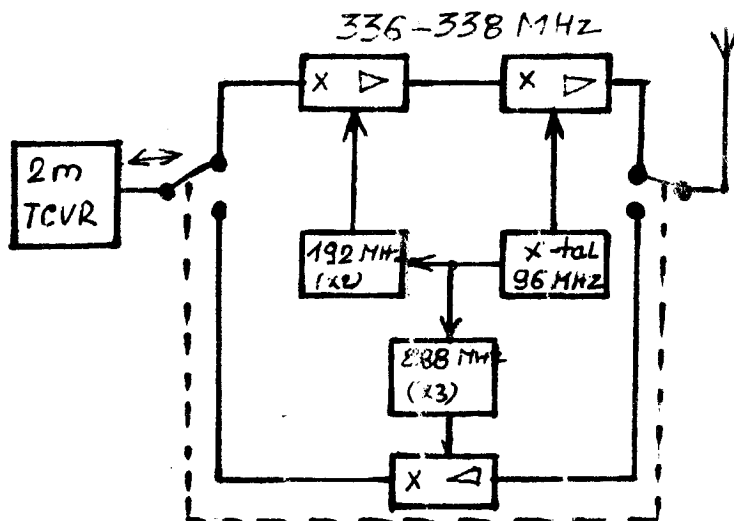 336-338 MHz
X
X
2m
TCVR
192 MHz
(x2)
X-tal
96 MHz
288 MHz
(x3)
X